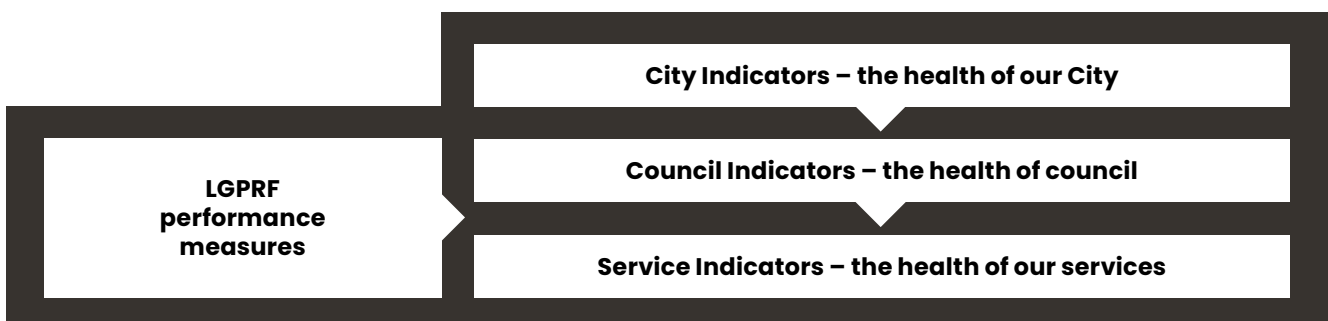 City Indicators – the health of our City
Council Indicators – the health of council
LGPRF
performance
measures
Service Indicators – the health of our services